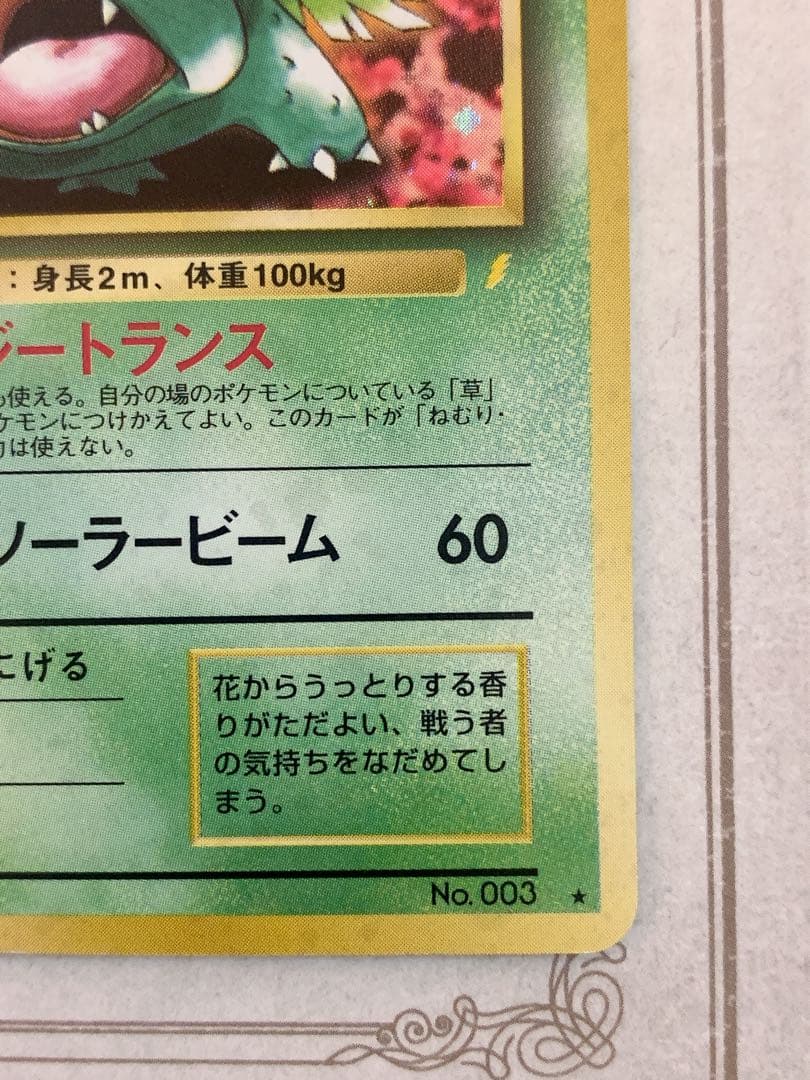 ：身長2m、体重100kg
ジートランス
も使える。自分の場のポケモンについている「草」
ケモンにつけかえてよい。このカードが「ねむり・
は使えない。
ソーラービーム 60
にげる
花からうっとりする香
りがただよい、戦う者
の気持ちをなだめてし
まう。
No. 003 ★